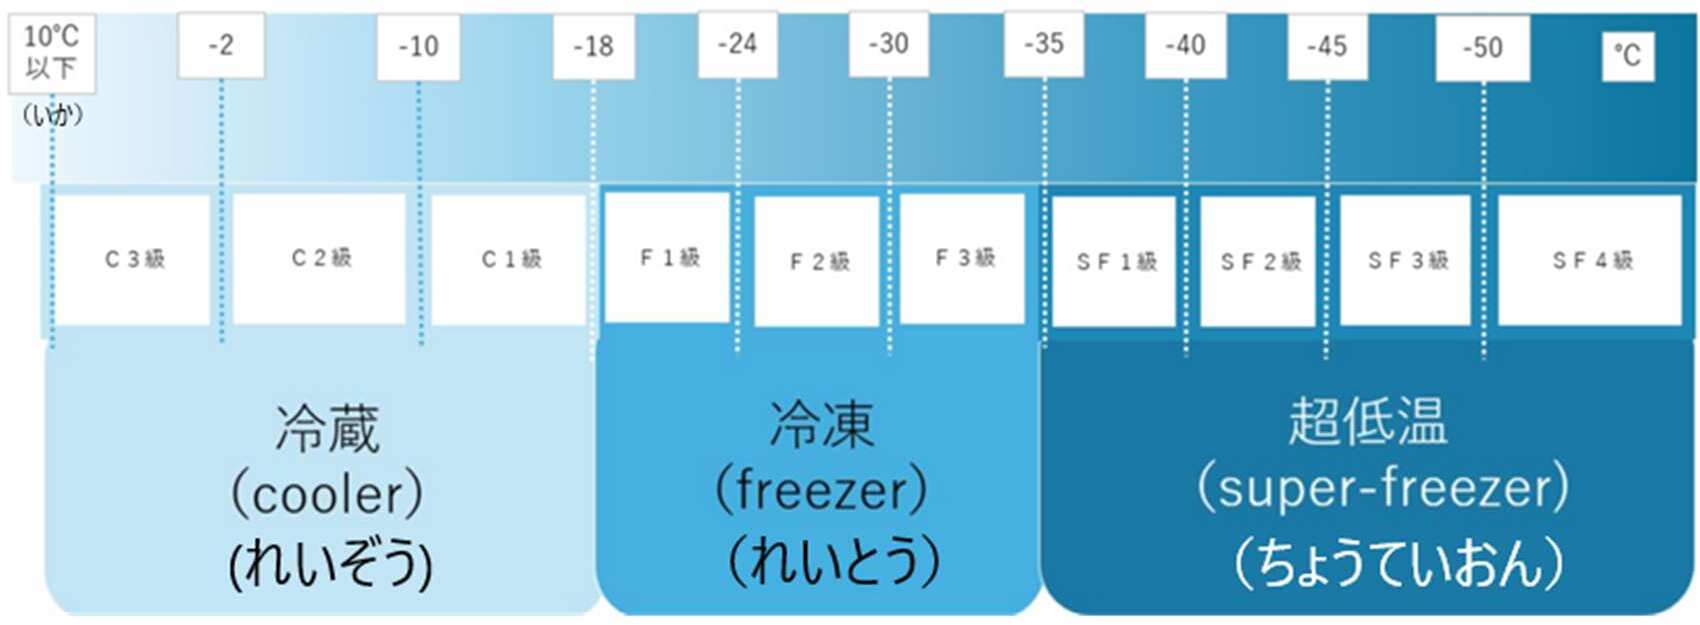 10℃
以下
(いか)
-2
-10
-18
-24
-30
-35
-40
-45
-50
℃
Ｃ３級
Ｃ２級
Ｃ１級
Ｆ１級
Ｆ２級
Ｆ３級
ＳＦ１級
ＳＦ２級
ＳＦ３級
ＳＦ４級
冷蔵
（cooler）
(れいぞう)
冷凍
（freezer）
（れいとう）
超低温
（super-freezer）
（ちょうていおん）